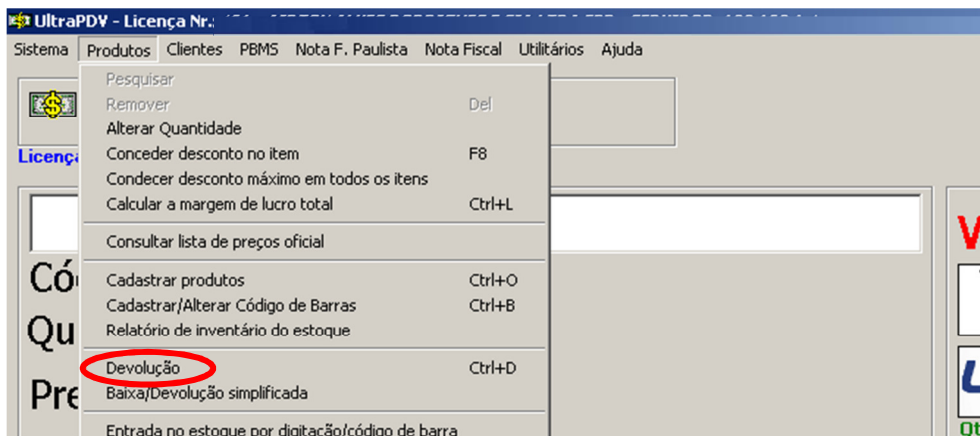 UltraPDV - Licença Nr.:
Sistema Produtos Clientes PBMS Nota F. Paulista Nota Fiscal Utilitários Ajuda
Pesquisar
Remover Del
Alterar Quantidade
Conceder desconto no item F8
Licença
Condecer desconto máximo em todos os itens
Calcular a margem de lucro total Ctrl+L
Consultar lista de preços oficial
Cadastrar produtos Ctrl+O
Cadastrar/Alterar Código de Barras Ctrl+B
Relatório de inventário do estoque
Devolução Ctrl+D
Baixa/Devolução simplificada
Entrada no estoque por digitação/código de barra